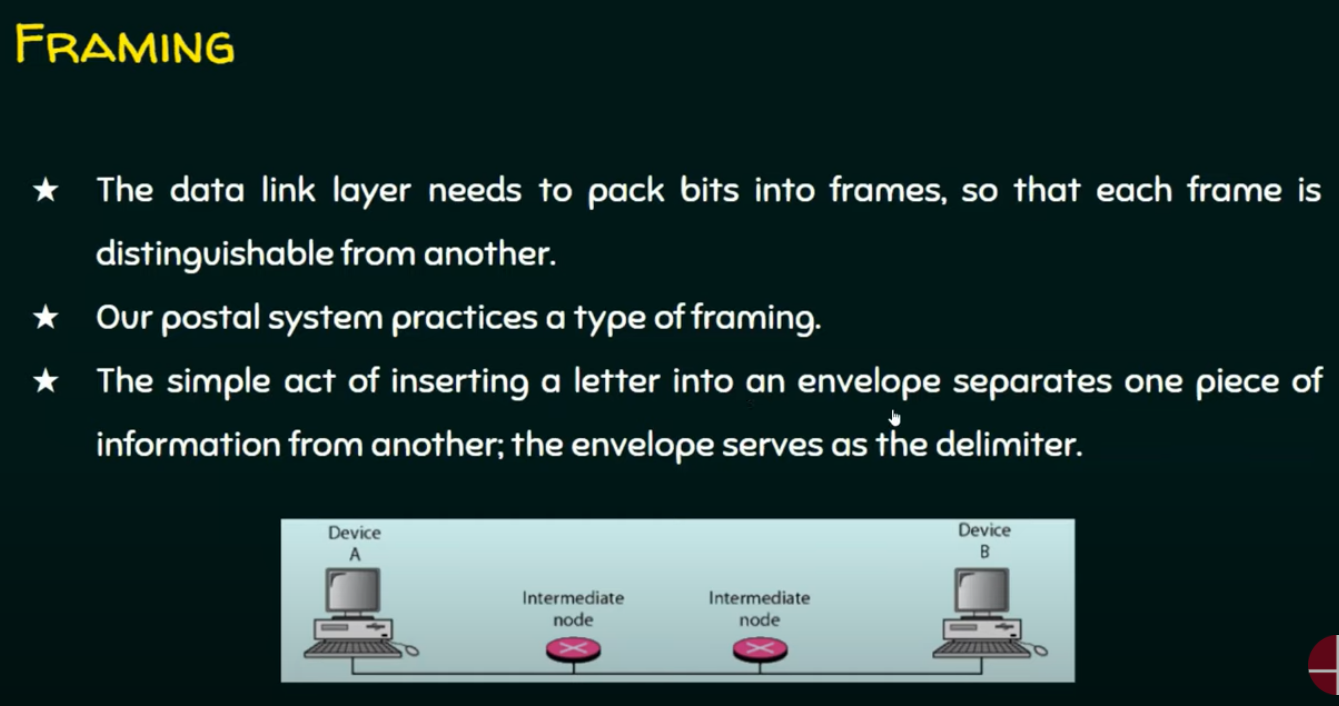 FRAMING
★ The data link layer needs to pack bits into frames, so that each frame is
distinguishable from another.
★ Our postal system practices a type of framing.
★ The simple act of inserting a letter into an envelope separates one piece of
information from another; the envelope serves as the delimiter.
Device
A
Intermediate
node
Intermediate
node
Device
B